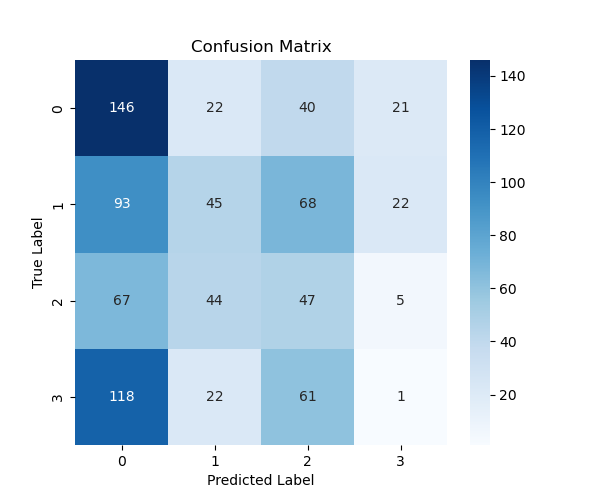 Confusion Matrix
True Label
0 146 22 40 21
1 93 45 68 22
2 67 44 47 5
3 118 22 61 1
0 1 2 3
Predicted Label
140
120
100
80
60
40
20